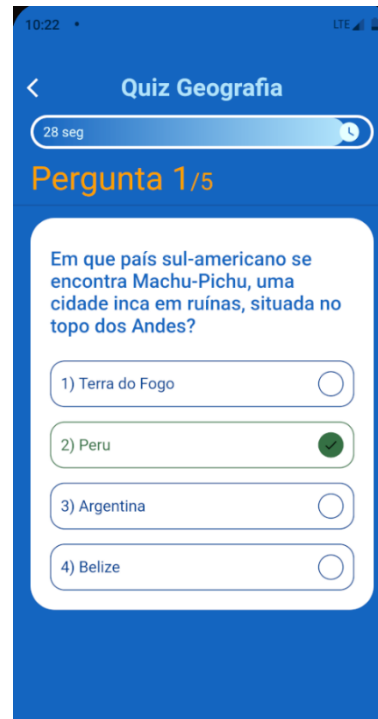 10:22
LTE
Quiz Geografia
28 seg
Pergunta 1/5
Em que país sul-americano se
encontra Machu-Pichu, uma
cidade inca em ruínas, situada no
topo dos Andes?
1) Terra do Fogo
2) Peru
3) Argentina
4) Belize